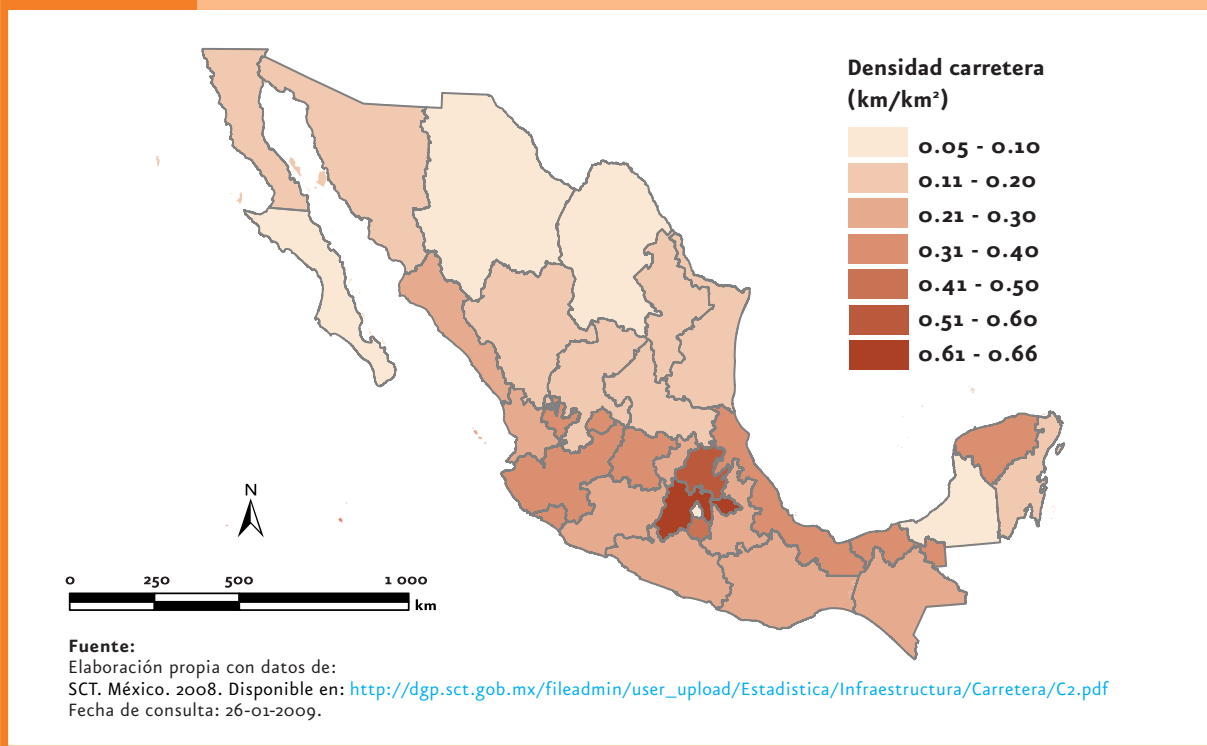 Densidad carretera
(km/km²)
0.05 - 0.10
0.11 - 0.20
0.21 - 0.30
0.31 - 0.40
0.41 - 0.50
0.51 - 0.60
0.61 - 0.66
N
0 250 500 1 000
km
Fuente:
Elaboración propia con datos de:
SCT. México. 2008. Disponible en: http://dgp.sct.gob.mx/fileadmin/user_upload/Estadistica/Infraestructura/Carretera/C2.pdf
Fecha de consulta: 26-01-2009.